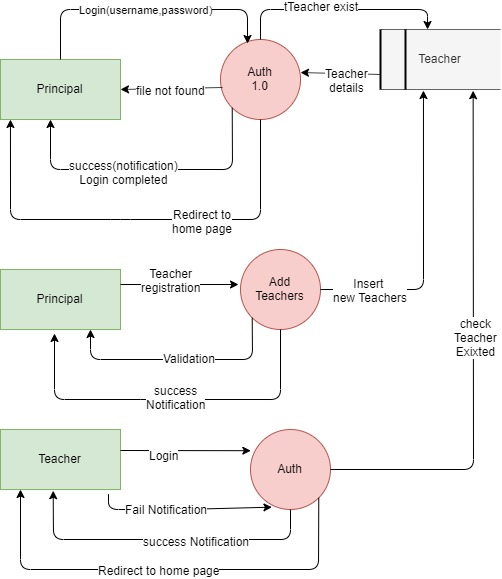 Login(username,password)
tTeacher exist
Principal
Auth
1.0
Teacher
file not found
Teacher
details
success(notification)
Login completed
Redirect to
home page
Principal
Teacher
registration
Add
Teachers
Insert
new Teachers
Validation
success
Notification
check
Teacher
Exixted
Teacher
Login
Auth
Fail Notification
success Notification
Redirect to home page